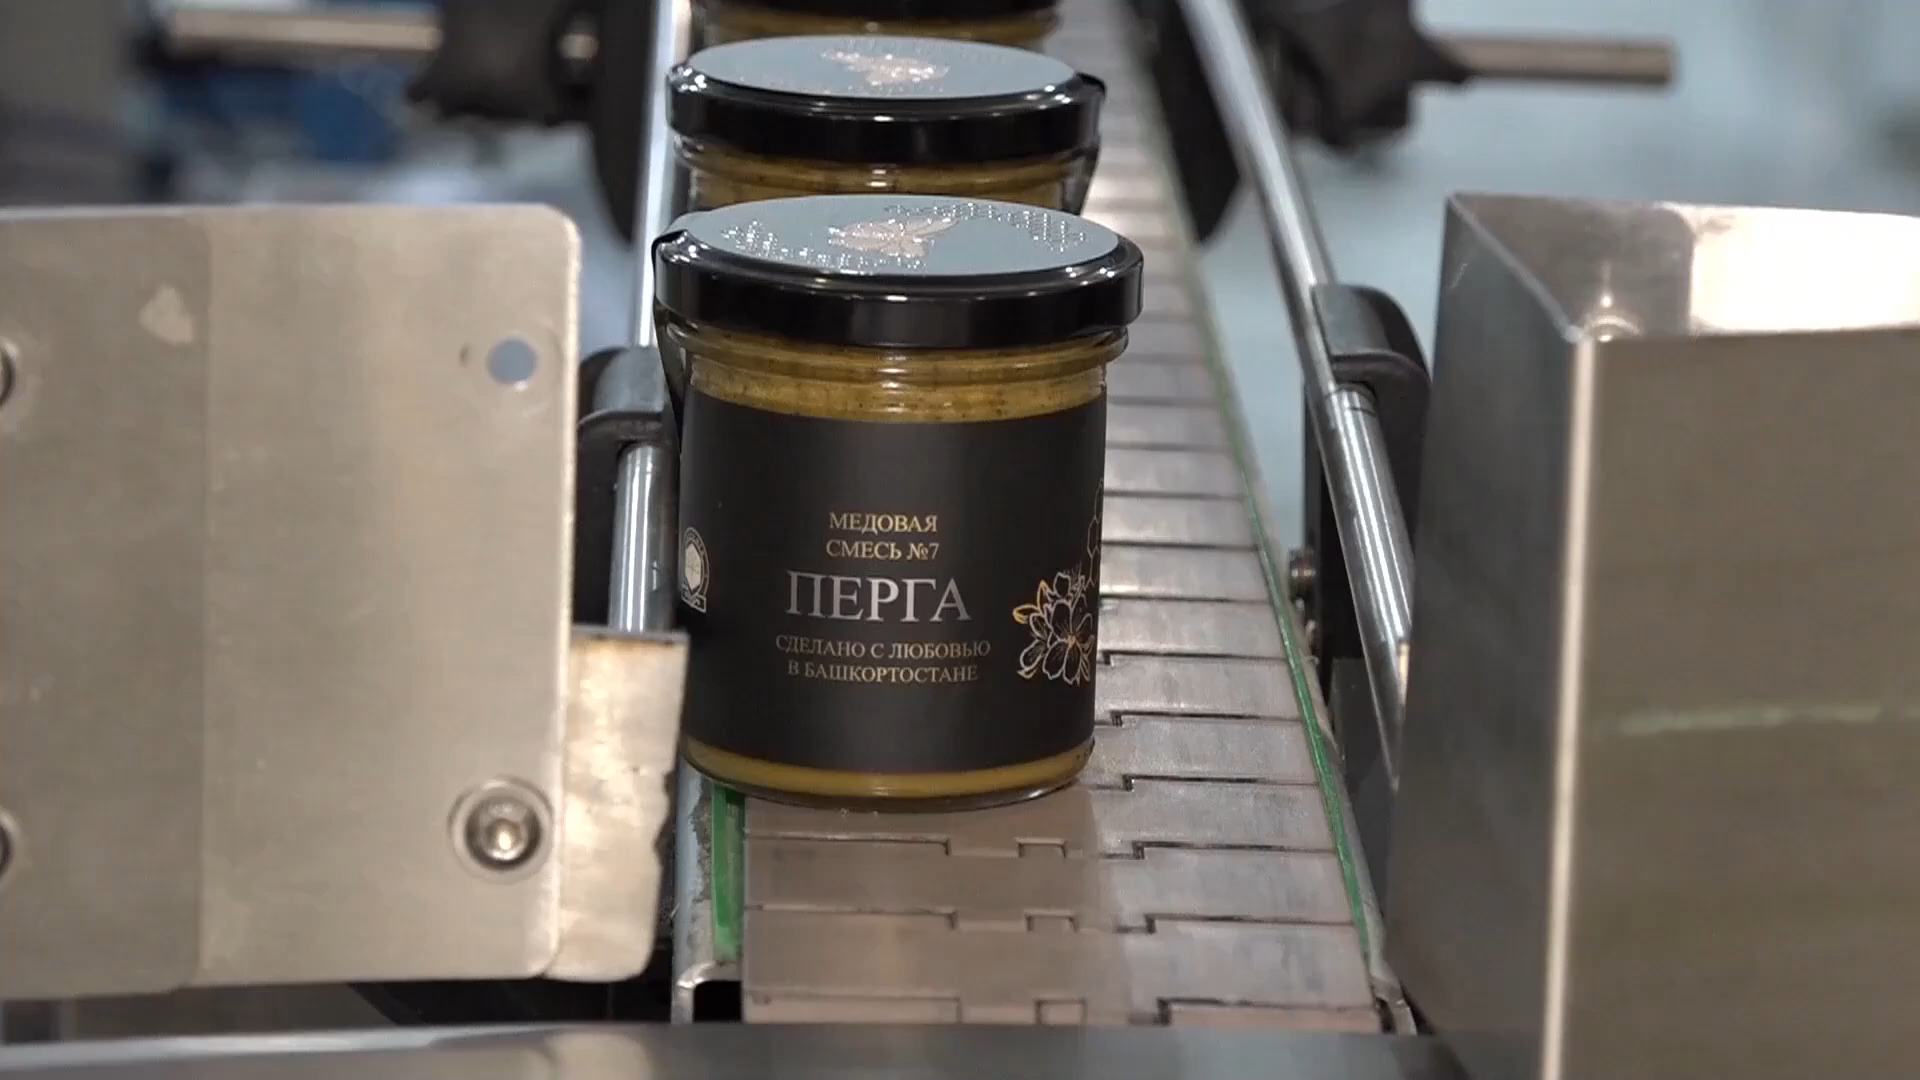 МЕДОВАЯ
СМЕСЬ №7
ПЕРГА
СДЕЛАНО С ЛЮБОВЬЮ
В БАШКОРТОСТАНЕ